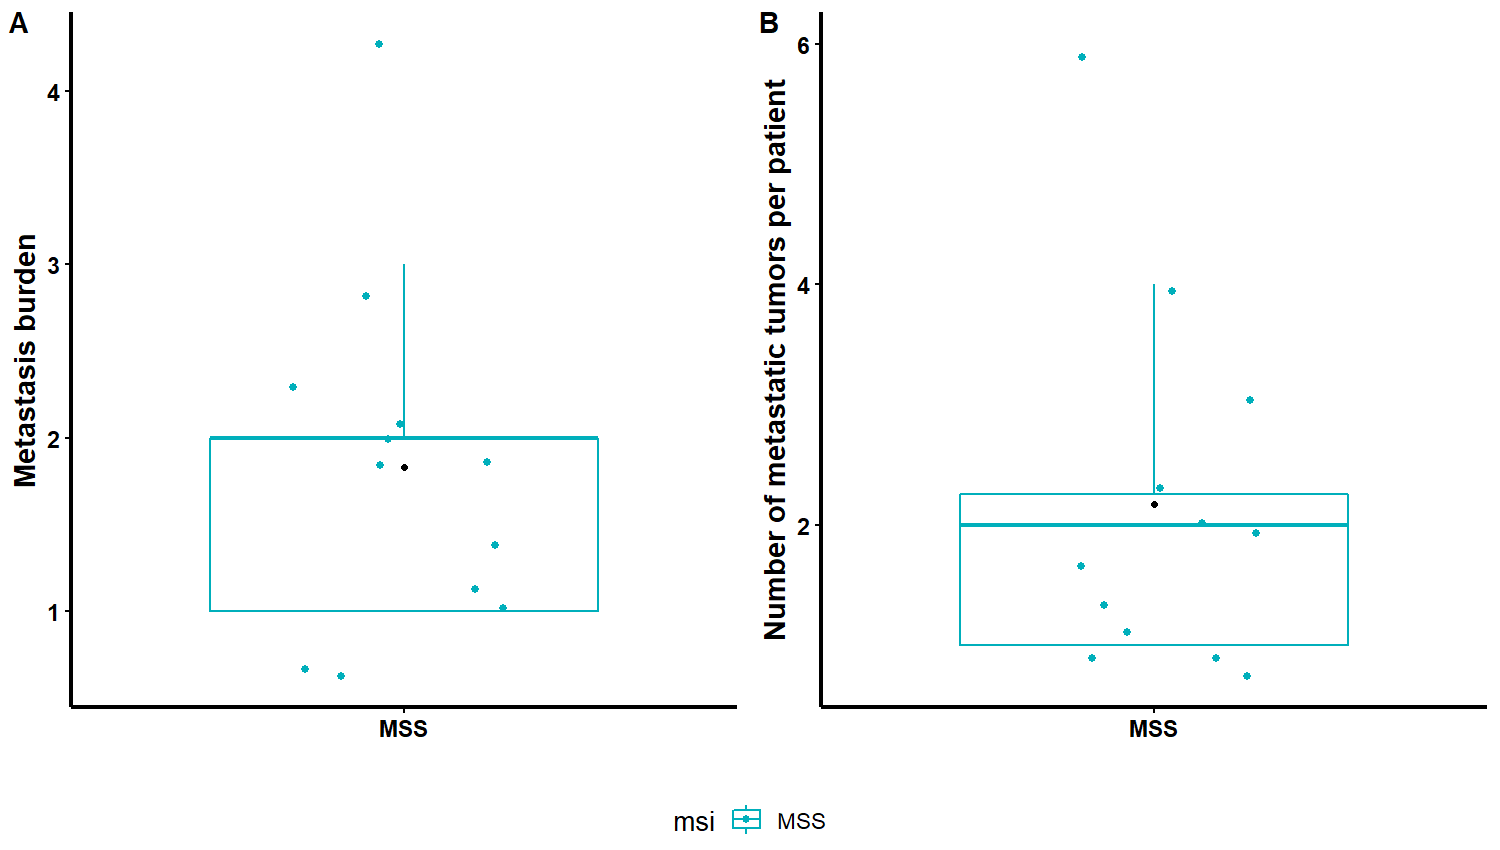 A
Metastasis burden
4
3
2
1
MSS
B
Number of metastatic tumors per patient
6
4
2
MSS
msi MSS